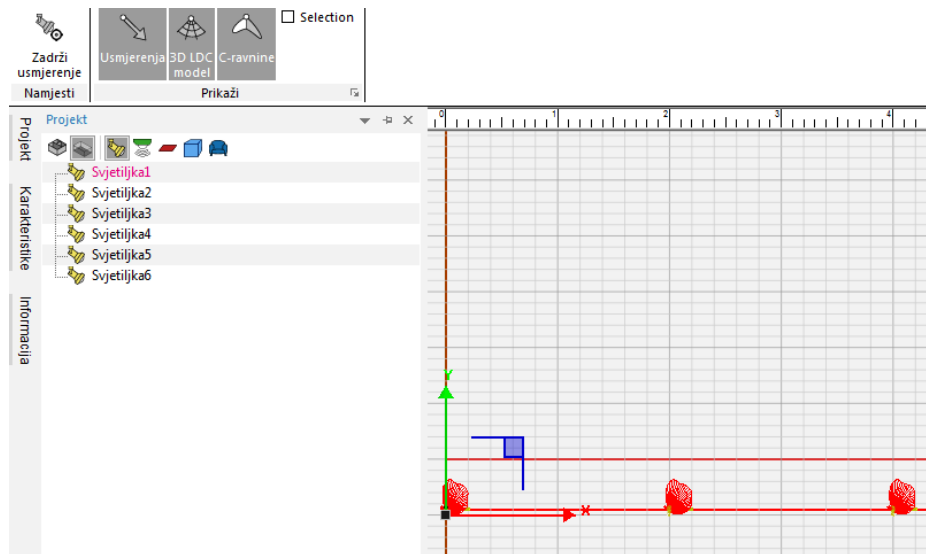 Selection
Zadrži
usmjerenje
Usmjerenja
3D LDC
model
C-ravnine
Namjesti
Prikaži
Projekt
Karakteristike
Informacija
Projekt
Svjetiljka1
Svjetiljka2
Svjetiljka3
Svjetiljka4
Svjetiljka5
Svjetiljka6
0 1 2 3 4
Y
X